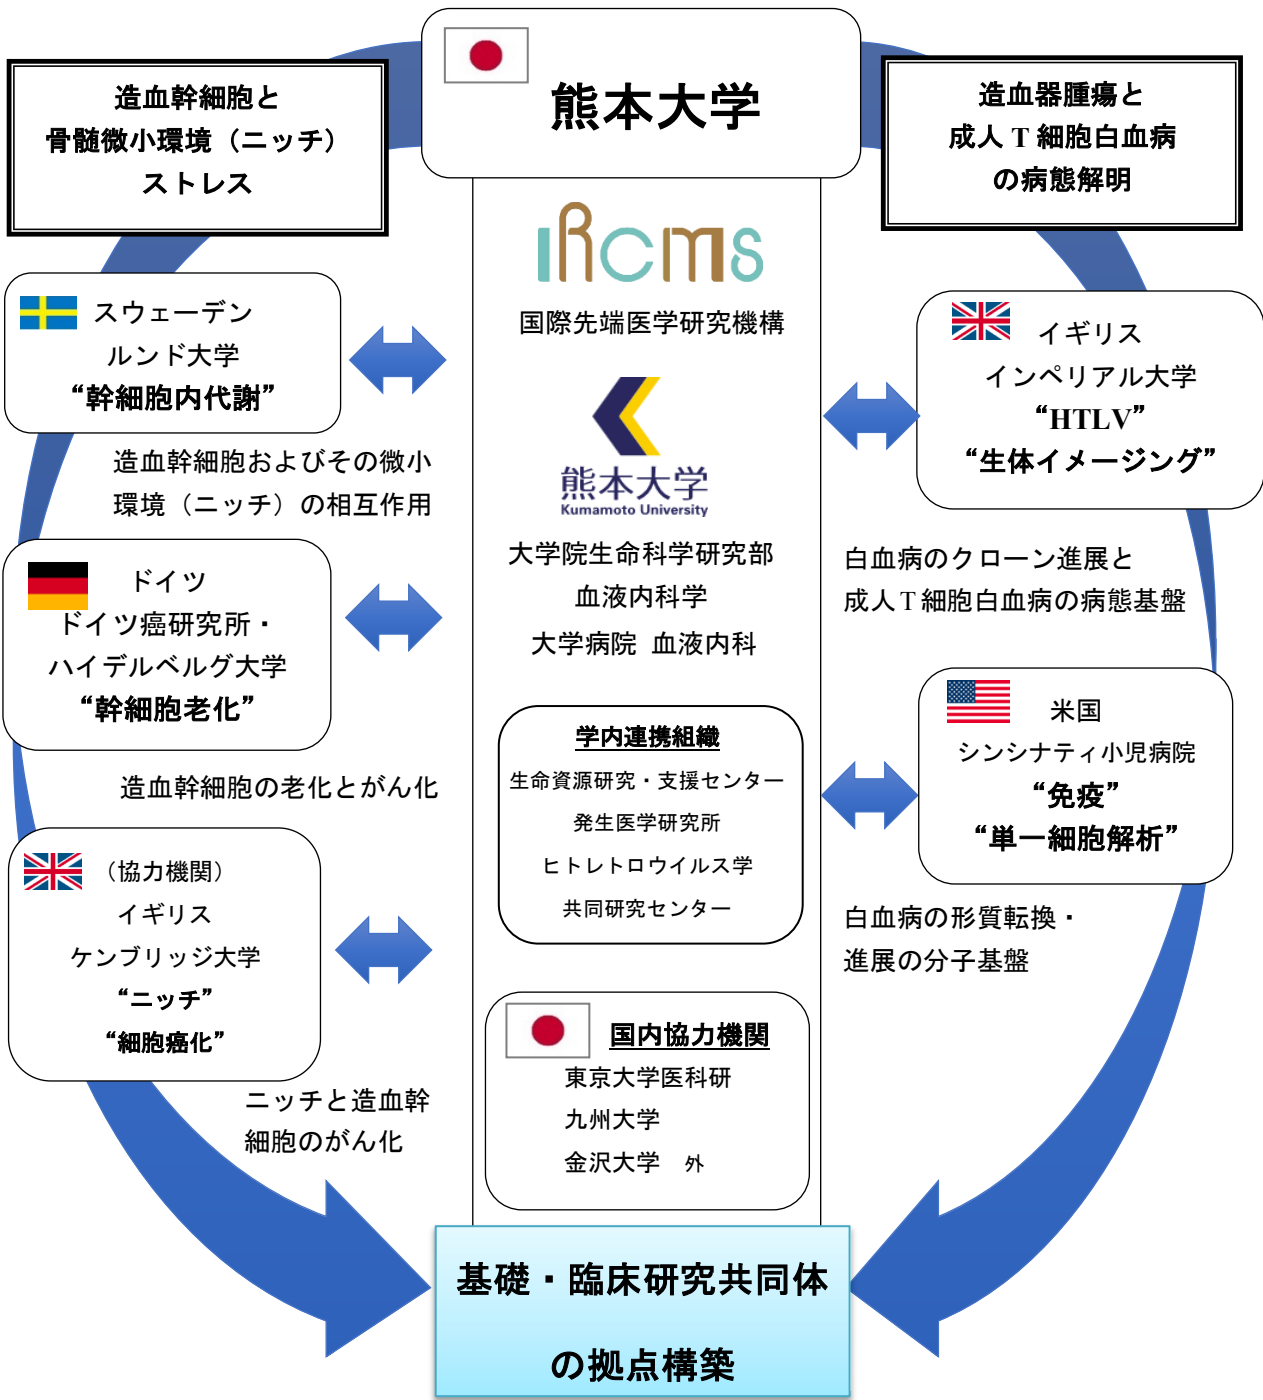 熊本大学
造血幹細胞と
骨髄微小環境（ニッチ）
ストレス
造血器腫瘍と
成人 T 細胞白血病
の病態解明
IRCMS
国際先端医学研究機構
熊本大学
Kumamoto University
大学院生命科学研究部
血液内科学
大学病院 血液内科
学内連携組織
生命資源研究・支援センター
発生医学研究所
ヒトレトロウイルス学
共同研究センター
国内協力機関
東京大学医科研
九州大学
金沢大学　外
スウェーデン
ルンド大学
“幹細胞内代謝”
造血幹細胞およびその微小
環境（ニッチ）の相互作用
ドイツ
ドイツ癌研究所・
ハイデルベルグ大学
“幹細胞老化”
造血幹細胞の老化とがん化
（協力機関）
イギリス
ケンブリッジ大学
“ニッチ”
“細胞癌化”
ニッチと造血幹
細胞のがん化
イギリス
インペリアル大学
“HTLV”
“生体イメージング”
白血病のクローン進展と
成人 T 細胞白血病の病態基盤
米国
シンシナティ小児病院
“免疫”
“単一細胞解析”
白血病の形質転換・
進展の分子基盤
基礎・臨床研究共同体
の拠点構築